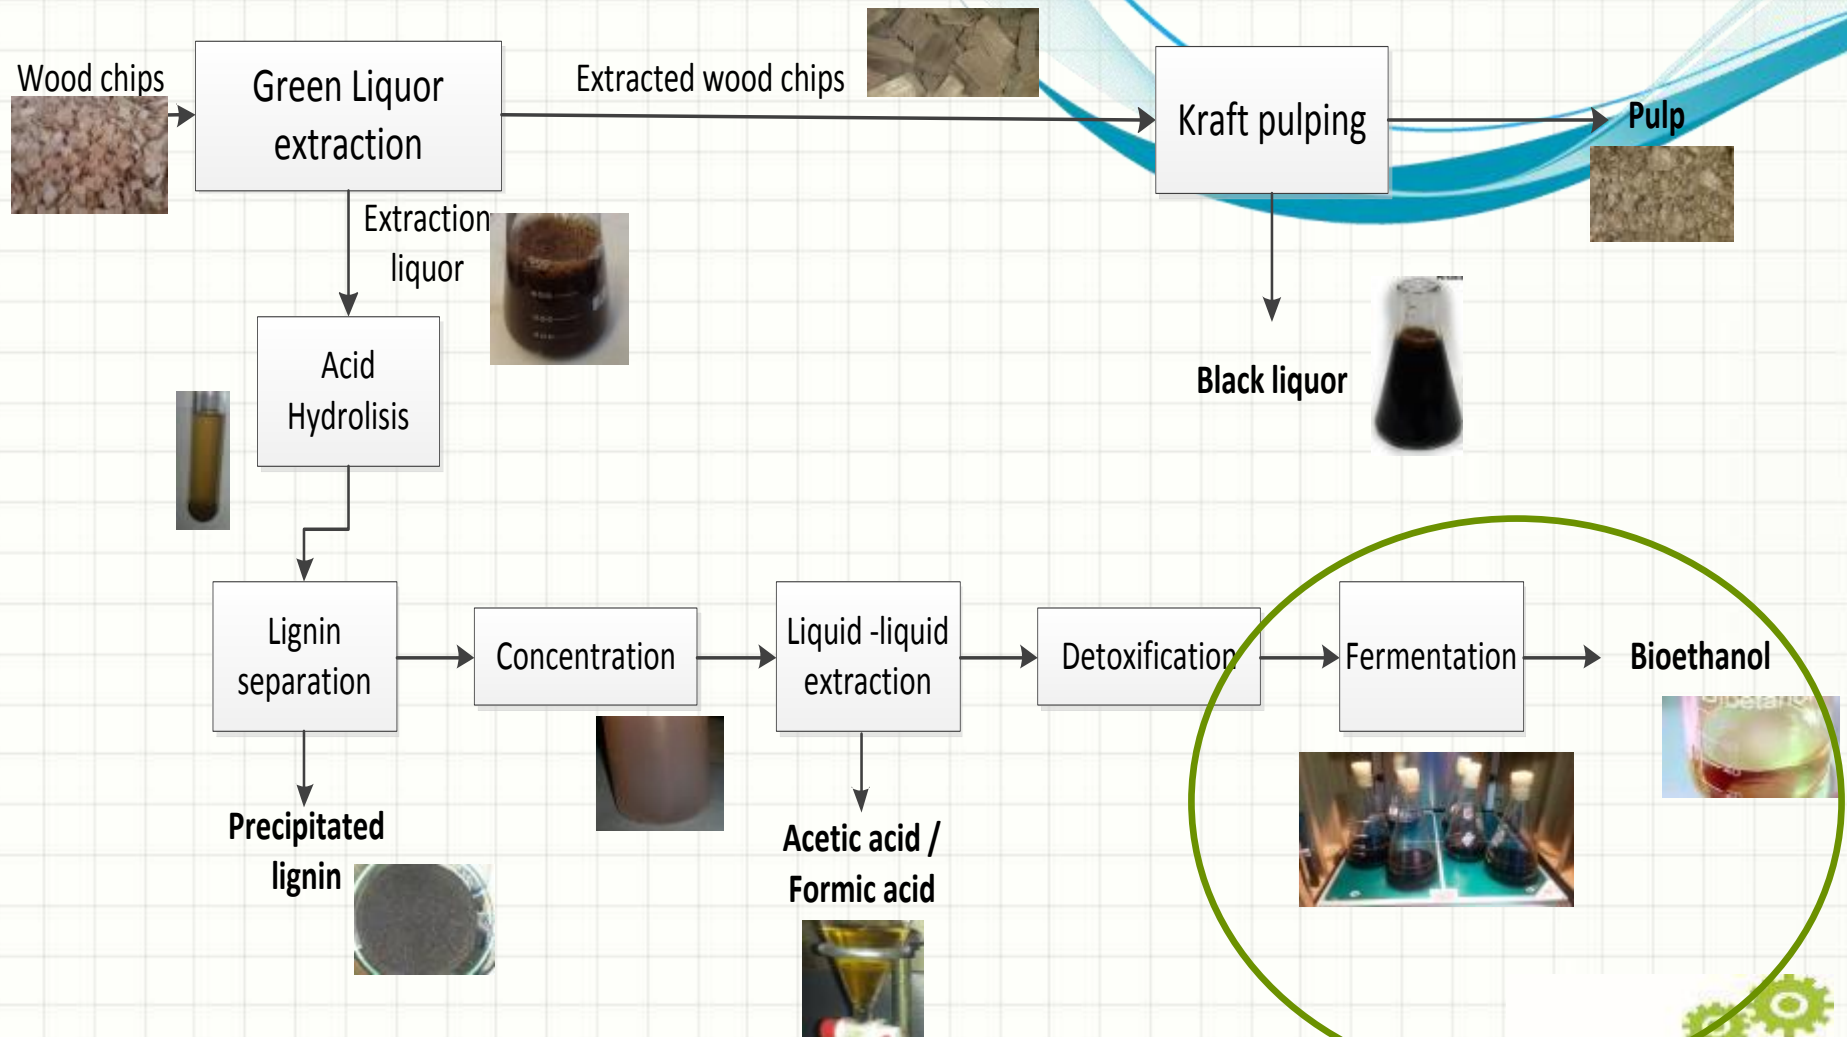 Wood chips
Green Liquor
extraction
Extracted wood chips
Kraft pulping
Pulp
Extraction
liquor
Acid
Hydrolisis
Black liquor
Lignin
separation
Concentration
Liquid -liquid
extraction
Detoxification
Fermentation
Bioethanol
Precipitated
lignin
Acetic acid /
Formic acid